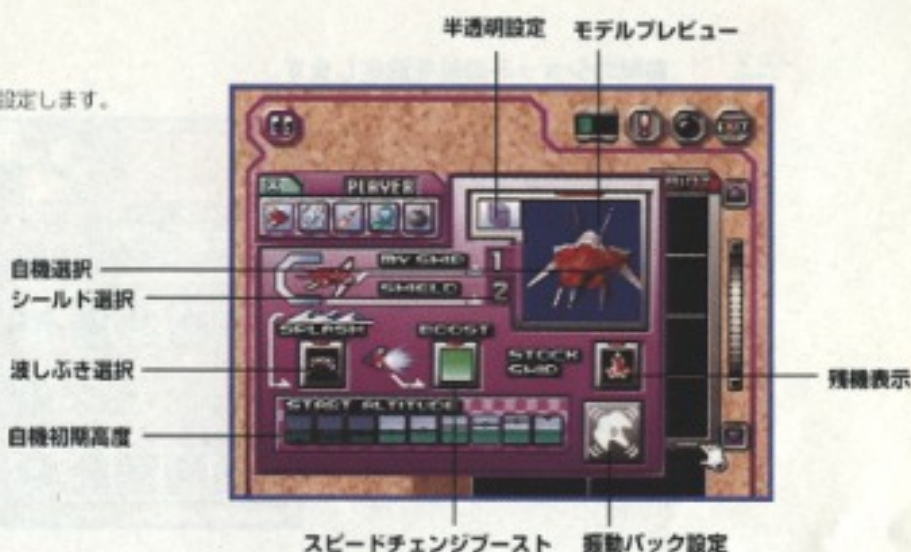 半透明設定 モデルプレビュー
設定します。
EXIT
PLAYER
自機選択
MY SHIP 1
シールド選択
SHIELD 2
SPLASH BOOST
波しぶき選択
STOCK
SHIP
残機表示
START ALTITUDE
自機初期高度
スピードチェンジブースト 振動パック設定